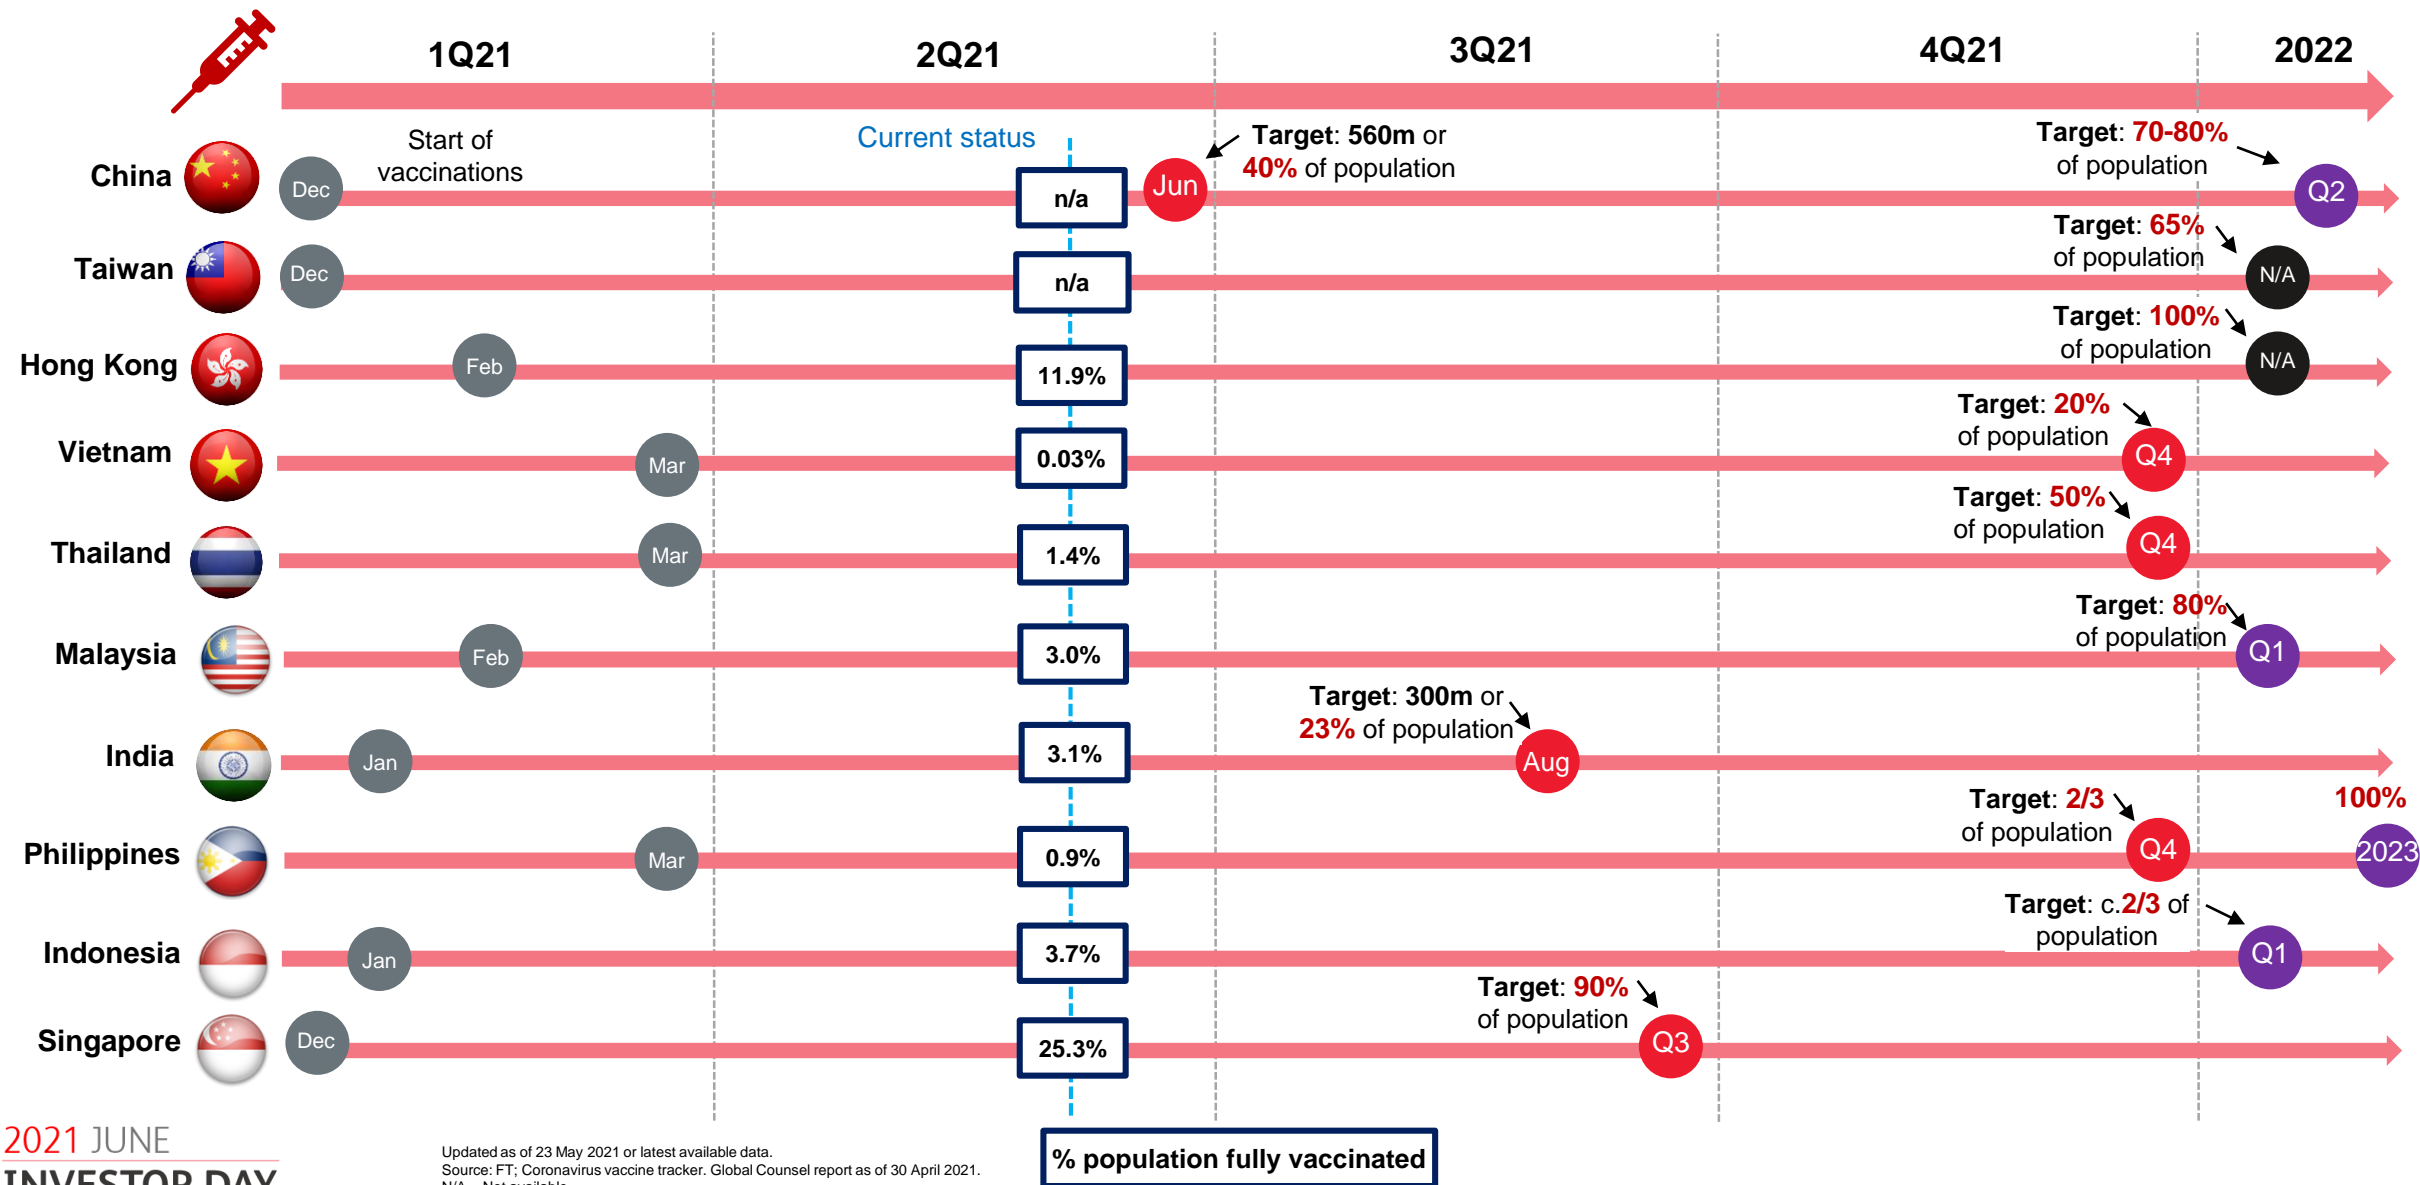 1Q21
2Q21
3Q21
4Q21
2022
Start of
vaccinations
Current status
Target: 560m or
40% of population
Target: 70-80%
of population
China
Dec
n/a
Jun
Q2
Target: 65%
of population
Taiwan
Dec
n/a
N/A
Target: 100%
of population
Hong Kong
Feb
11.9%
N/A
Target: 20%
of population
Vietnam
Mar
0.03%
Q4
Target: 50%
of population
Thailand
Mar
1.4%
Q4
Target: 80%
of population
Malaysia
Feb
3.0%
Q1
Target: 300m or
23% of population
India
Jan
3.1%
Aug
Target: 2/3
of population
100%
Philippines
Mar
0.9%
Q4
2023
Target: c.2/3 of
population
Indonesia
Jan
3.7%
Q1
Target: 90%
of population
Singapore
Dec
25.3%
Q3
2021 JUNE
INVESTOR DAY
Updated as of 23 May 2021 or latest available data.
Source: FT; Coronavirus vaccine tracker. Global Counsel report as of 30 April 2021.
% population fully vaccinated